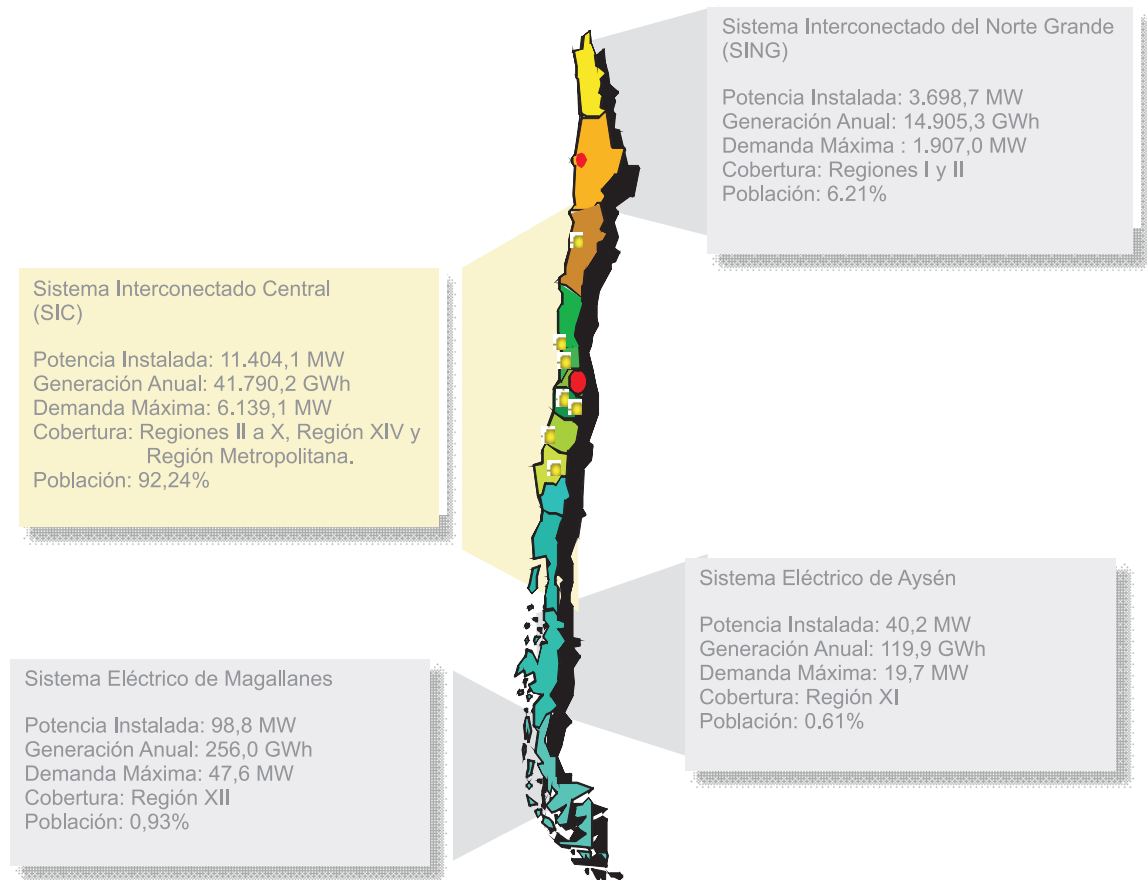 Sistema Interconectado del Norte Grande
(SING)
Potencia Instalada: 3.698,7 MW
Generación Anual: 14.905,3 GWh
Demanda Máxima : 1.907,0 MW
Cobertura: Regiones I y II
Población: 6.21%
Sistema Interconectado Central
(SIC)
Potencia Instalada: 11.404,1 MW
Generación Anual: 41.790,2 GWh
Demanda Máxima: 6.139,1 MW
Cobertura: Regiones II a X, Región XIV y
Región Metropolitana.
Población: 92,24%
Sistema Eléctrico de Aysén
Potencia Instalada: 40,2 MW
Generación Anual: 119,9 GWh
Demanda Máxima: 19,7 MW
Cobertura: Región XI
Población: 0.61%
Sistema Eléctrico de Magallanes
Potencia Instalada: 98,8 MW
Generación Anual: 256,0 GWh
Demanda Máxima: 47,6 MW
Cobertura: Región XII
Población: 0,93%